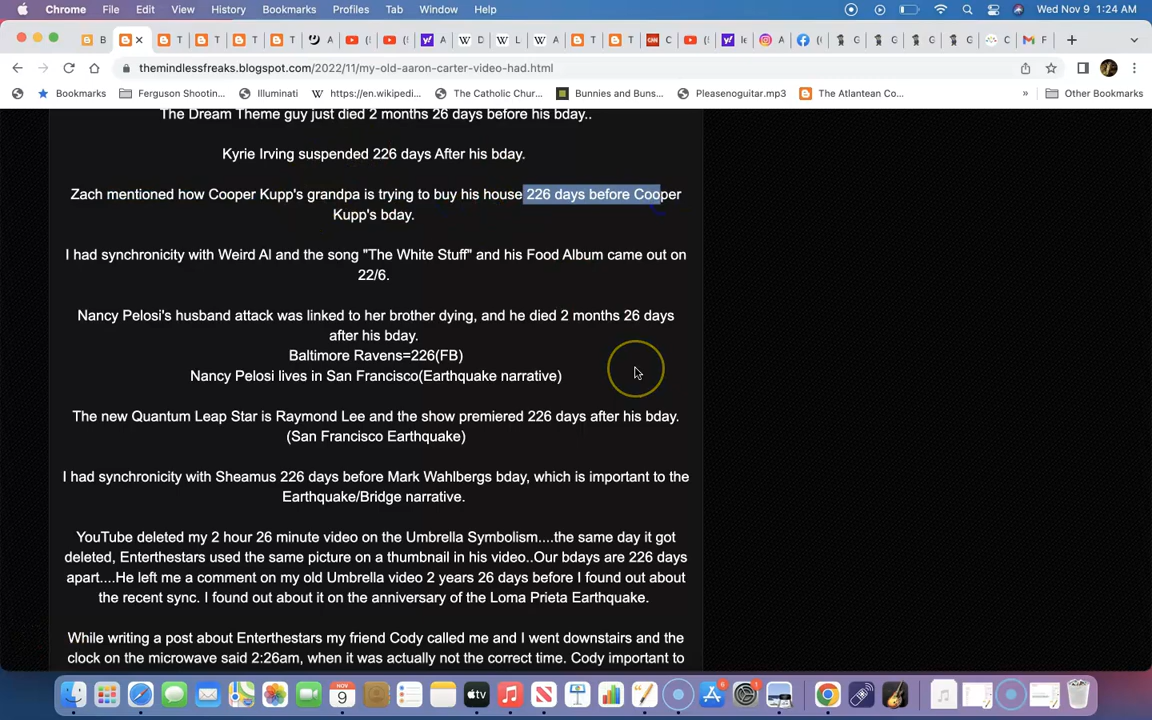 Chrome File Edit View History Bookmarks Profiles Tab Window Help Wed Nov 9 1:24 AM
B T T T T ( ( A D L A T T C ( le A ( G G G G C F
themindlessfreaks.blogspot.com/2022/11/my-old-aaron-carter-video-had.html
Bookmarks Ferguson Shootin... Illuminati https://en.wikipedi... The Catholic Chur... Bunnies and Buns... Pleasenoguitar.mp3 The Atlantean Co... » Other Bookmarks
The Dream Theme guy just died 2 months 26 days before his bday..
Kyrie Irving suspended 226 days After his bday.
Zach mentioned how Cooper Kupp's grandpa is trying to buy his house 226 days before Cooper
Kupp's bday.
I had synchronicity with Weird Al and the song "The White Stuff" and his Food Album came out on
22/6.
Nancy Pelosi's husband attack was linked to her brother dying, and he died 2 months 26 days
after his bday.
Baltimore Ravens=226(FB)
Nancy Pelosi lives in San Francisco(Earthquake narrative)
The new Quantum Leap Star is Raymond Lee and the show premiered 226 days after his bday.
(San Francisco Earthquake)
I had synchronicity with Sheamus 226 days before Mark Wahlbergs bday, which is important to the
Earthquake/Bridge narrative.
YouTube deleted my 2 hour 26 minute video on the Umbrella Symbolism....the same day it got
deleted, Enterthestars used the same picture on a thumbnail in his video..Our bdays are 226 days
apart....He left me a comment on my old Umbrella video 2 years 26 days before I found out about
the recent sync. I found out about it on the anniversary of the Loma Prieta Earthquake.
While writing a post about Enterthestars my friend Cody called me and I went downstairs and the
clock on the microwave said 2:26am, when it was actually not the correct time. Cody important to